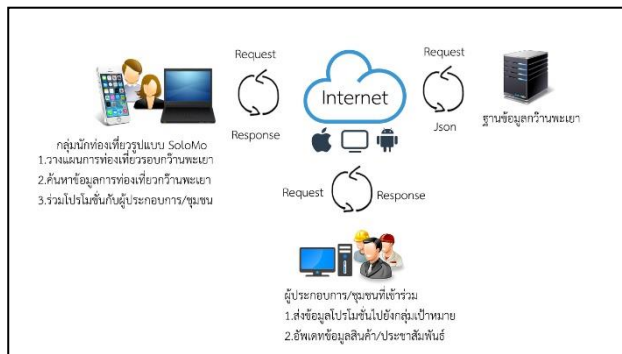 Request
Response
Internet
Request
Json
ฐานข้อมูลกว๊านพะเยา
กลุ่มนักท่องเที่ยวรูปแบบ SoloMo
1.วางแผนการท่องเที่ยวรอบกว๊านพะเยา
2.ค้นหาข้อมูลการท่องเที่ยวกว๊านพะเยา
3.ร่วมโปรโมชั่นกับผู้ประกอบการ/ชุมชน
Request
Response
ผู้ประกอบการ/ชุมชนที่เข้าร่วม
1.ส่งข้อมูลโปรโมชั่นไปยังกลุ่มเป้าหมาย
2.อัพเดทข้อมูลสินค้า/ประชาสัมพันธ์